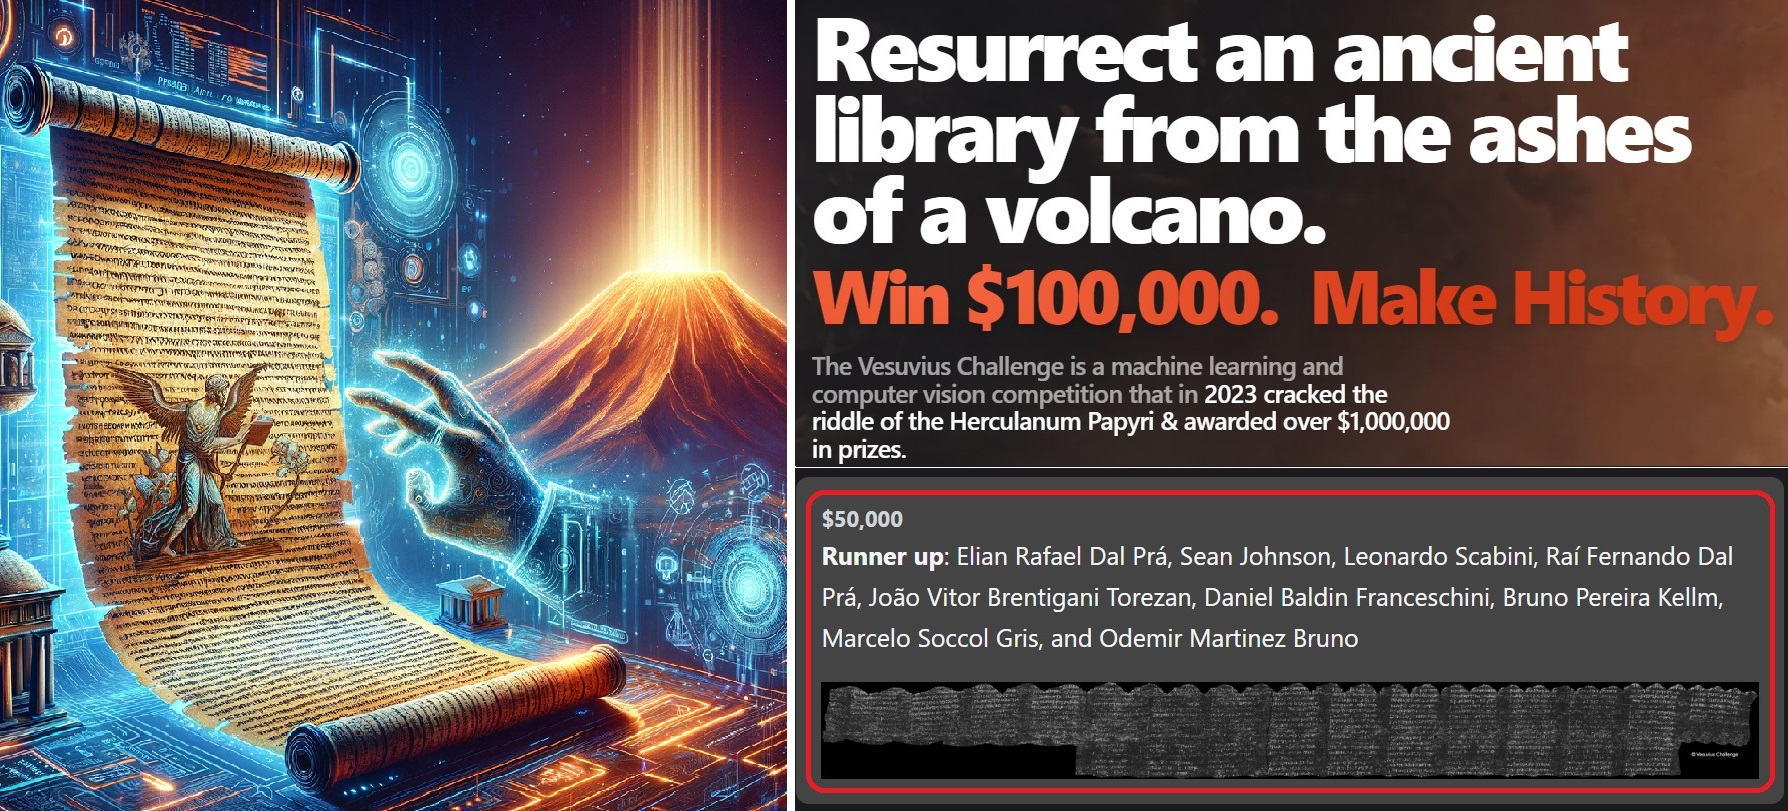 Resurrect an ancient
library from the ashes
of a volcano.
Win $100,000. Make History.
The Vesuvius Challenge is a machine learning and
computer vision competition that in 2023 cracked the
riddle of the Herculanum Papyri & awarded over $1,000,000
in prizes.
$50,000
Runner up: Elian Rafael Dal Prá, Sean Johnson, Leonardo Scabini, Raí Fernando Dal
Prá, João Vitor Brentigani Torezan, Daniel Baldin Franceschini, Bruno Pereira Kellm,
Marcelo Soccol Gris, and Odemir Martinez Bruno
© Vesuvius Challenge